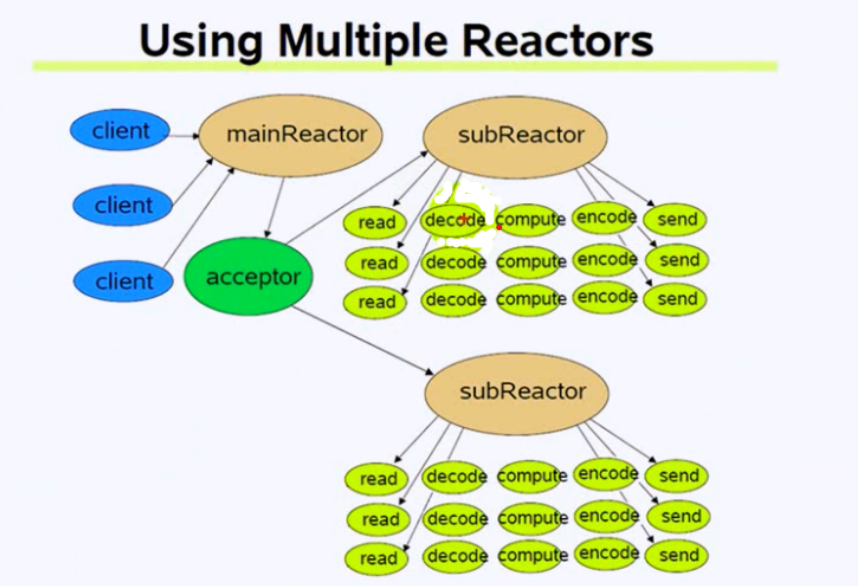 Using Multiple Reactors
client
mainReactor
subReactor
client
client
acceptor
read decode compute encode send
read decode compute encode send
read decode compute encode send
subReactor
read decode compute encode send
read decode compute encode send
read decode compute encode send